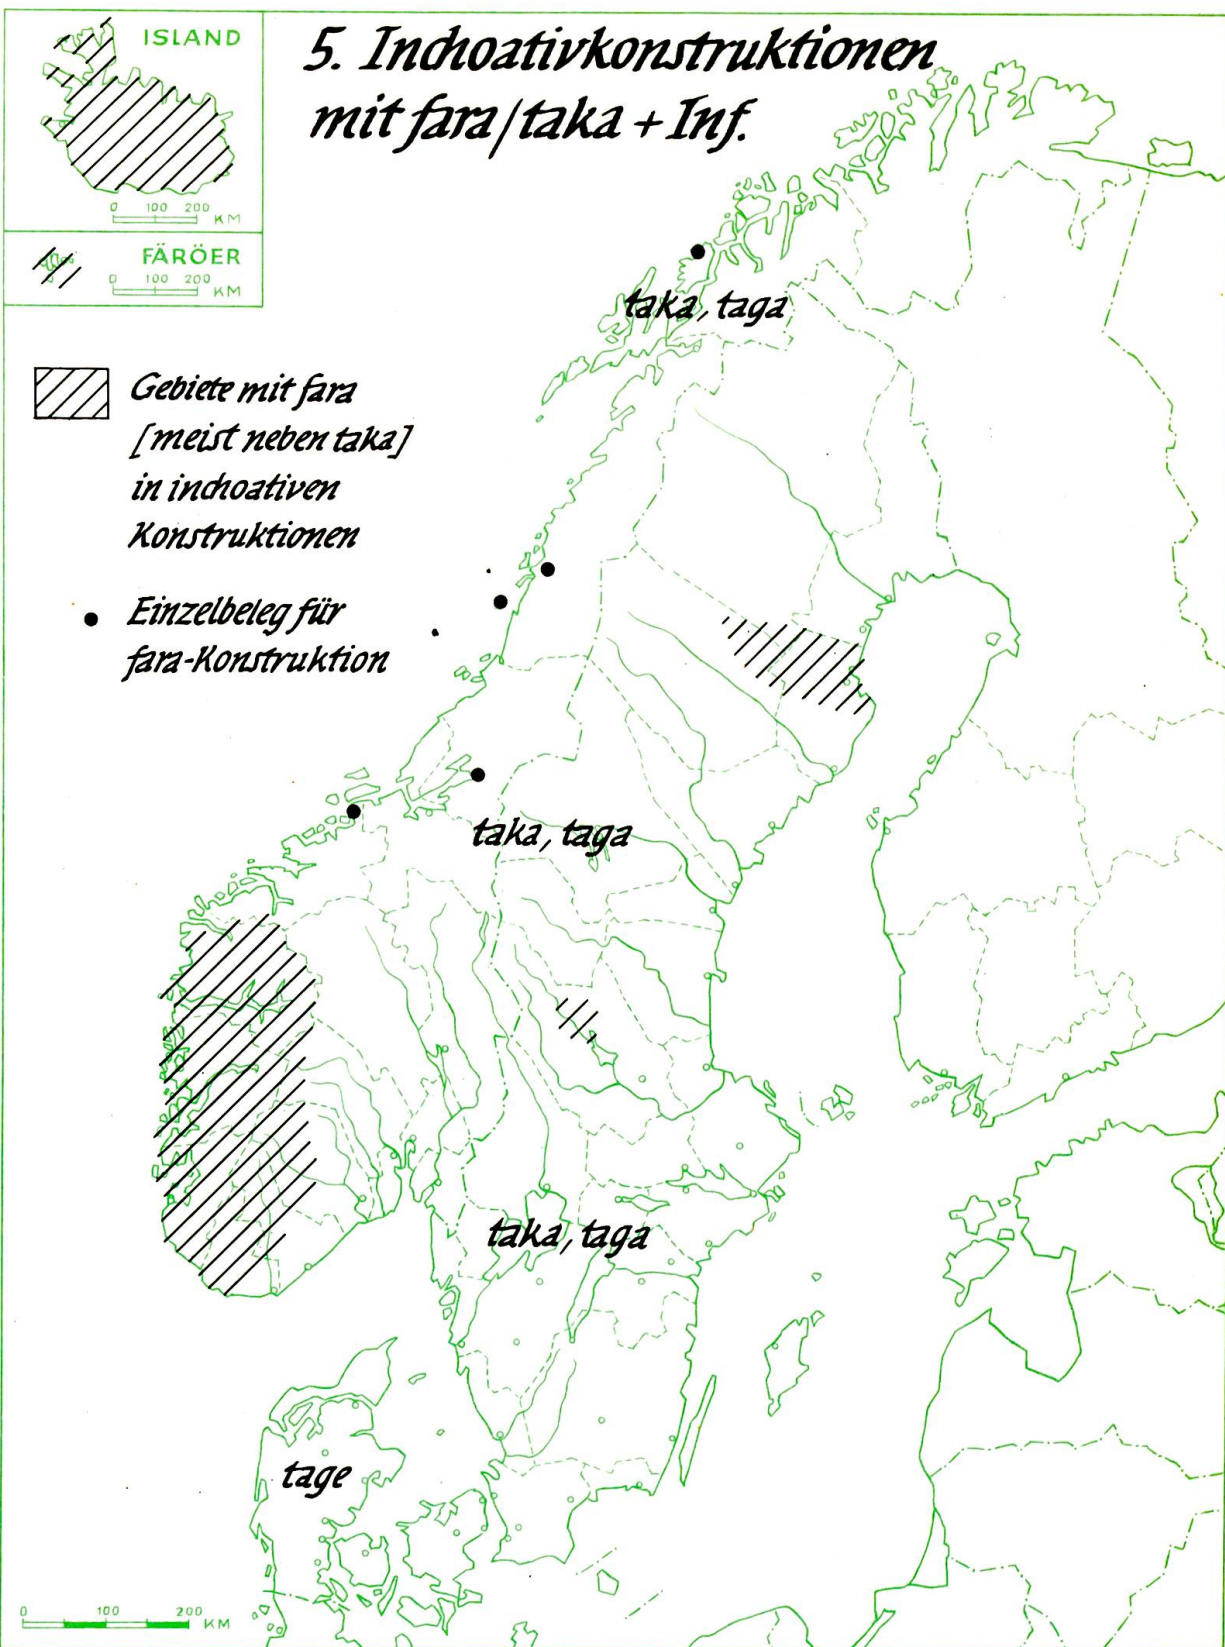 5. Inchoativkonstruktionen
mit fara/taka + Inf.
ISLAND
0 100 200
KM
FÄRÖER
0 100 200
KM
Gebiete mit fara
[meist neben taka]
in inchoativen
Konstruktionen
Einzelbeleg für
fara-Konstruktion
taka, taga
taka, taga
taka, taga
tage
0 100 200
KM